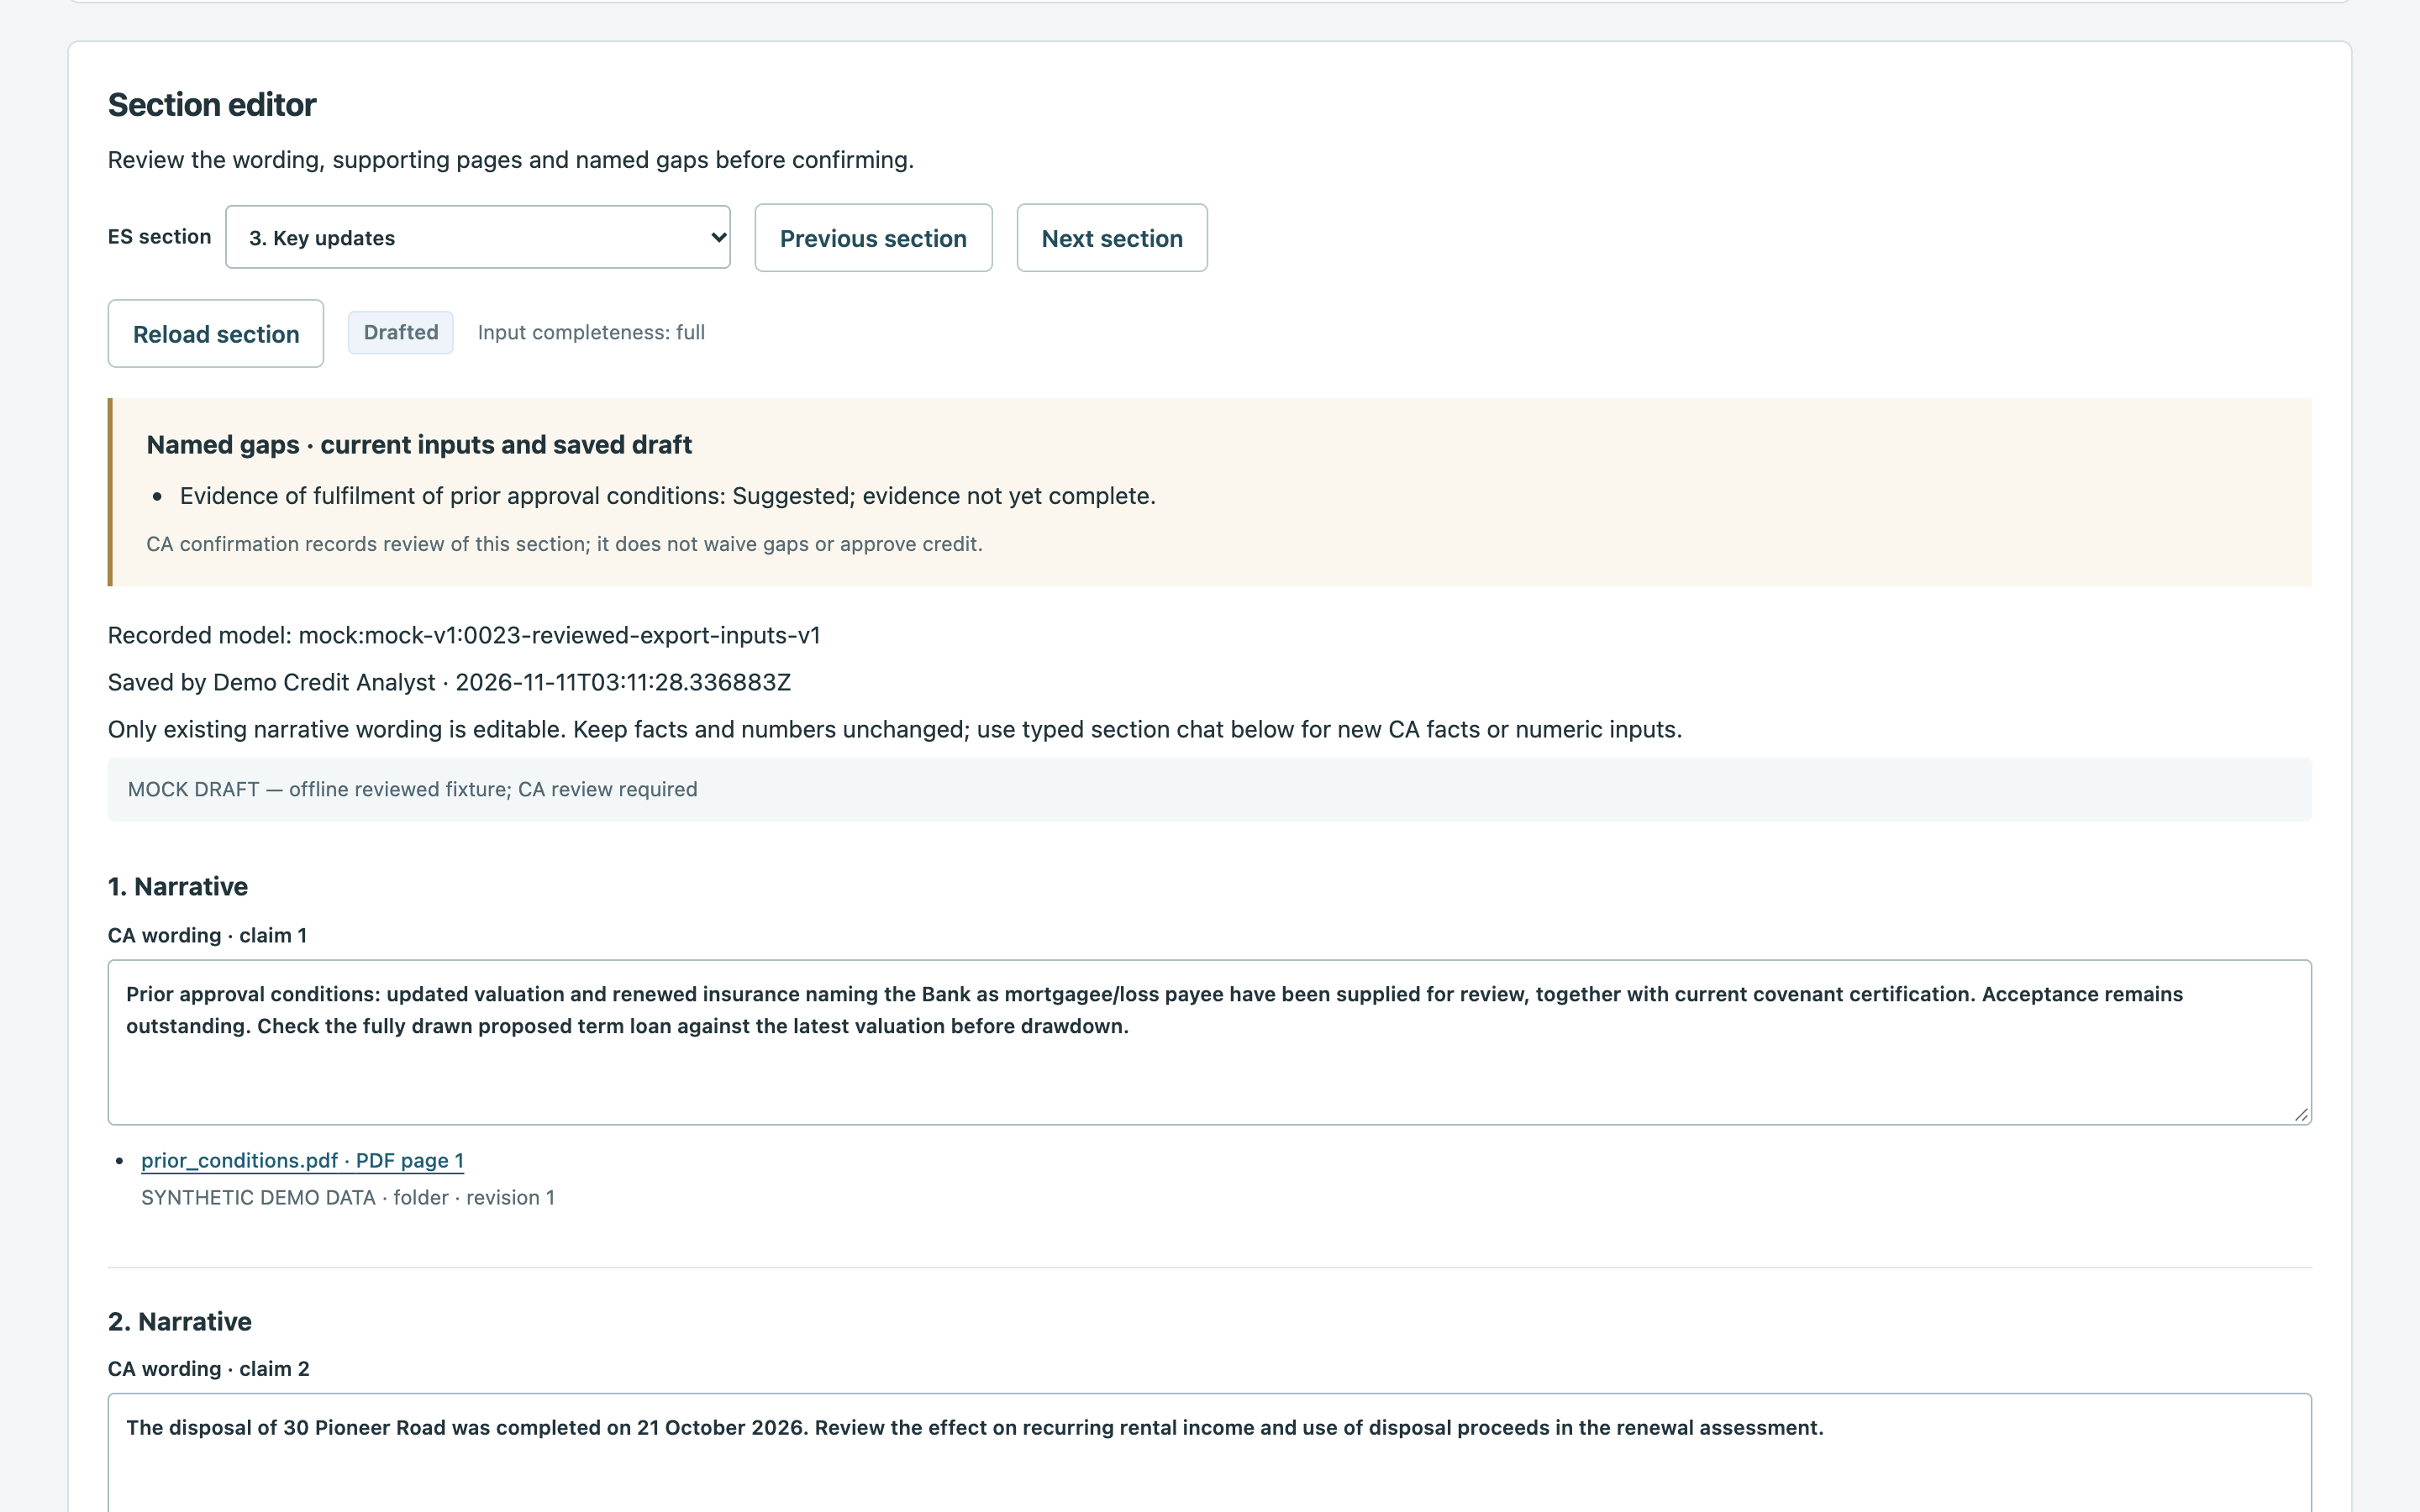 Section editor
Review the wording, supporting pages and named gaps before confirming.
ES section 3. Key updates Previous section Next section
Reload section Drafted Input completeness: full
Named gaps · current inputs and saved draft
• Evidence of fulfilment of prior approval conditions: Suggested; evidence not yet complete.
CA confirmation records review of this section; it does not waive gaps or approve credit.
Recorded model: mock:mock-v1:0023-reviewed-export-inputs-v1
Saved by Demo Credit Analyst · 2026-11-11T03:11:28.336883Z
Only existing narrative wording is editable. Keep facts and numbers unchanged; use typed section chat below for new CA facts or numeric inputs.
MOCK DRAFT — offline reviewed fixture; CA review required
1. Narrative
CA wording · claim 1
Prior approval conditions: updated valuation and renewed insurance naming the Bank as mortgagee/loss payee have been supplied for review, together with current covenant certification. Acceptance remains
outstanding. Check the fully drawn proposed term loan against the latest valuation before drawdown.
• prior_conditions.pdf · PDF page 1
SYNTHETIC DEMO DATA · folder · revision 1
2. Narrative
CA wording · claim 2
The disposal of 30 Pioneer Road was completed on 21 October 2026. Review the effect on recurring rental income and use of disposal proceeds in the renewal assessment.